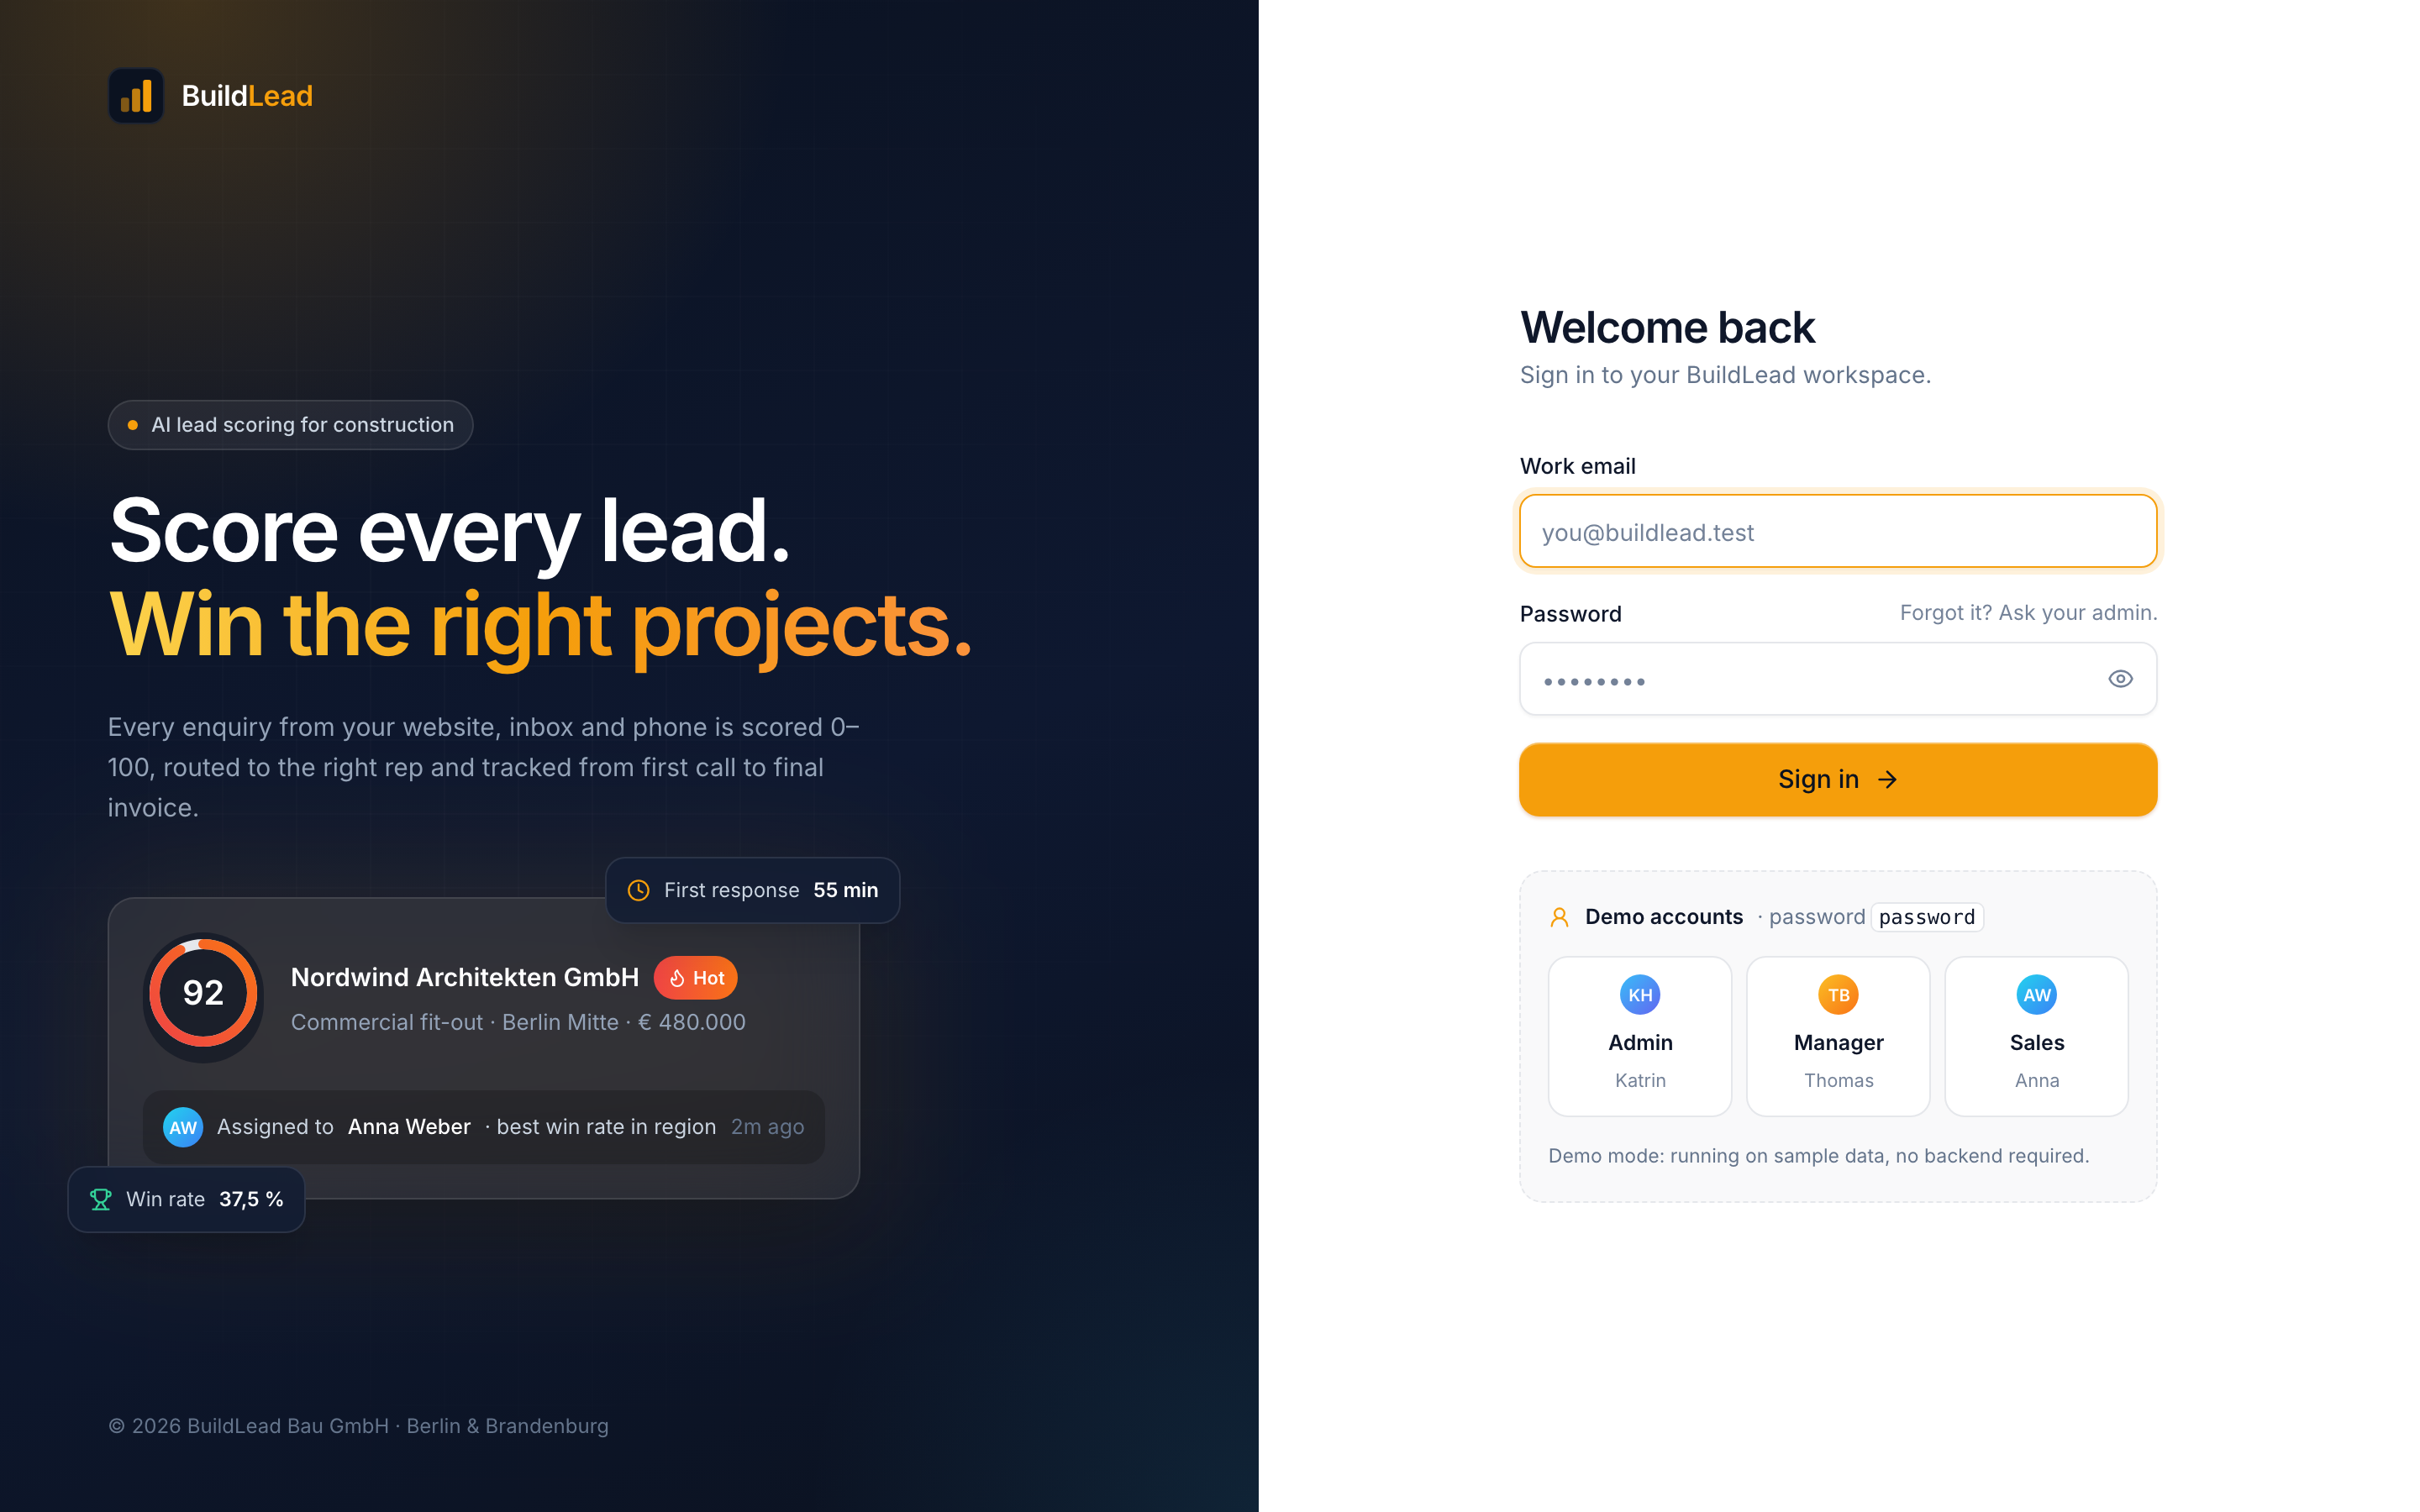 BuildLead
AI lead scoring for construction
Score every lead.
Win the right projects.
Every enquiry from your website, inbox and phone is scored 0–
100, routed to the right rep and tracked from first call to final
invoice.
First response 55 min
92
Nordwind Architekten GmbH Hot
Commercial fit-out · Berlin Mitte · € 480.000
AW Assigned to Anna Weber · best win rate in region 2m ago
Win rate 37,5 %
© 2026 BuildLead Bau GmbH · Berlin & Brandenburg
Welcome back
Sign in to your BuildLead workspace.
Work email
you@buildlead.test
Password Forgot it? Ask your admin.
••••••••
Sign in →
Demo accounts · password password
KH TB AW
Admin Manager Sales
Katrin Thomas Anna
Demo mode: running on sample data, no backend required.